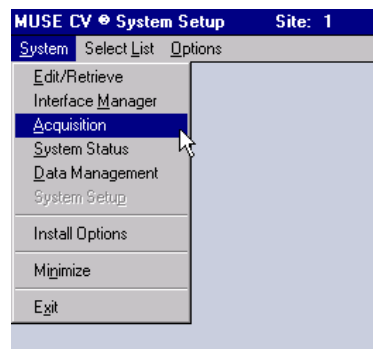 MUSE CV ® System Setup Site: 1
System Select List Options
Edit/Retrieve
Interface Manager
Acquisition
System Status
Data Management
System Setup
Install Options
Minimize
Exit